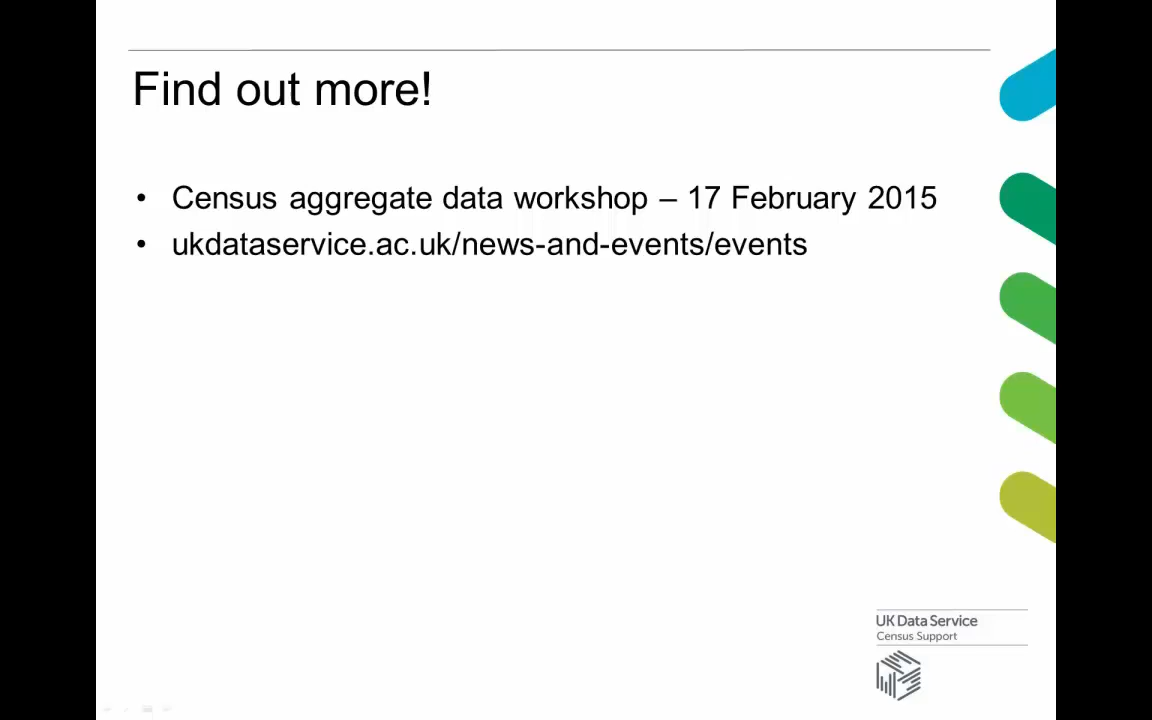 Find out more!
• Census aggregate data workshop – 17 February 2015
• ukdataservice.ac.uk/news-and-events/events
UK Data Service
Census Support